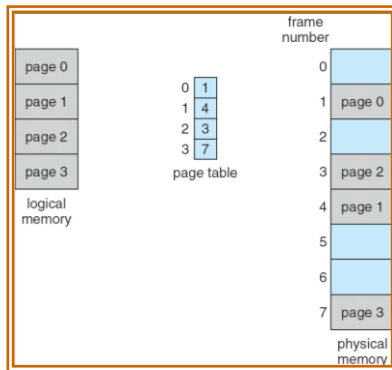 frame
number
page 0
page 1
page 2
page 3
logical
memory
0 1
1 4
2 3
3 7
page table
0
1 page 0
2
3 page 2
4 page 1
5
6
7 page 3
physical
memory